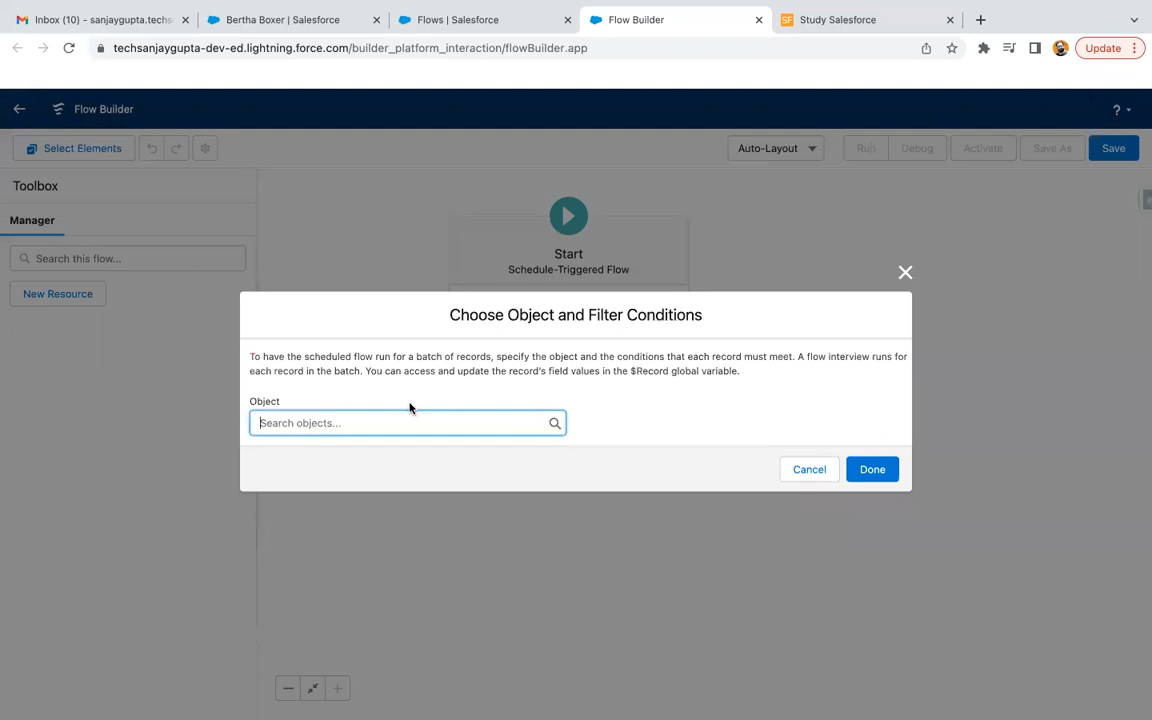 Inbox (10) - sanjaygupta.techs
Bertha Boxer | Salesforce
Flows | Salesforce
Flow Builder
SF
Study Salesforce
techsanjaygupta-dev-ed.lightning.force.com/builder_platform_interaction/flowBuilder.app
Update
Flow Builder
?
Select Elements
Auto-Layout
Run
Debug
Activate
Save As
Save
Toolbox
Manager
Search this flow...
New Resource
Start
Schedule-Triggered Flow
Choose Object and Filter Conditions
To have the scheduled flow run for a batch of records, specify the object and the conditions that each record must meet. A flow interview runs for
each record in the batch. You can access and update the record's field values in the $Record global variable.
Object
Search objects...
Cancel
Done